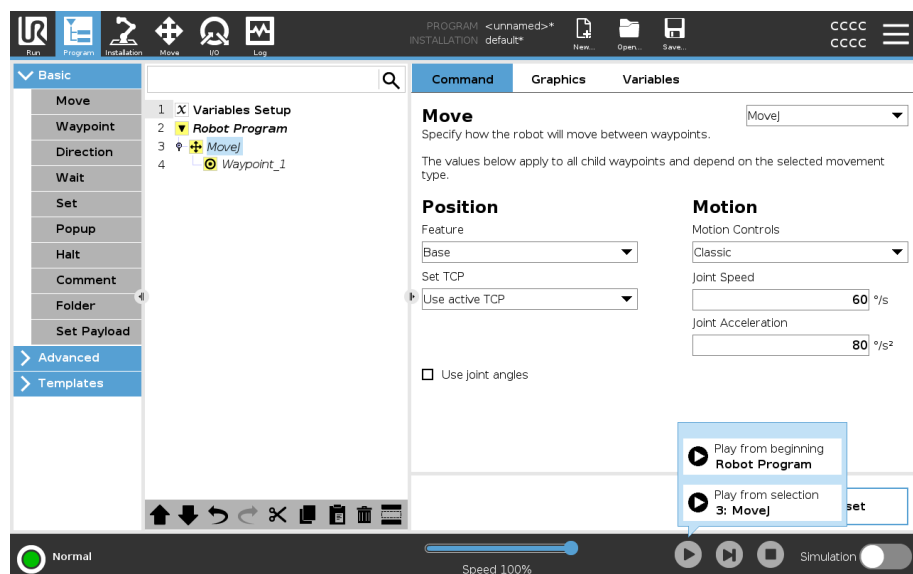 PROGRAM <unnamed>*
INSTALLATION default*
CCCC
CCCC
Run
Program
Installation
Move
I/O
Log
New...
Open...
Save...
Basic
Move
Waypoint
Direction
Wait
Set
Popup
Halt
Comment
Folder
Set Payload
Advanced
Templates
1 X Variables Setup
2 Robot Program
3 MoveJ
4 Waypoint_1
Command Graphics Variables
Move
MoveJ
Specify how the robot will move between waypoints.
The values below apply to all child waypoints and depend on the selected movement
type.
Position
Feature
Base
Set TCP
Use active TCP
Use joint angles
Motion
Motion Controls
Classic
Joint Speed
60 °/s
Joint Acceleration
80 °/s²
Play from beginning
Robot Program
Play from selection
3: MoveJ
set
Normal
Speed 100%
Simulation